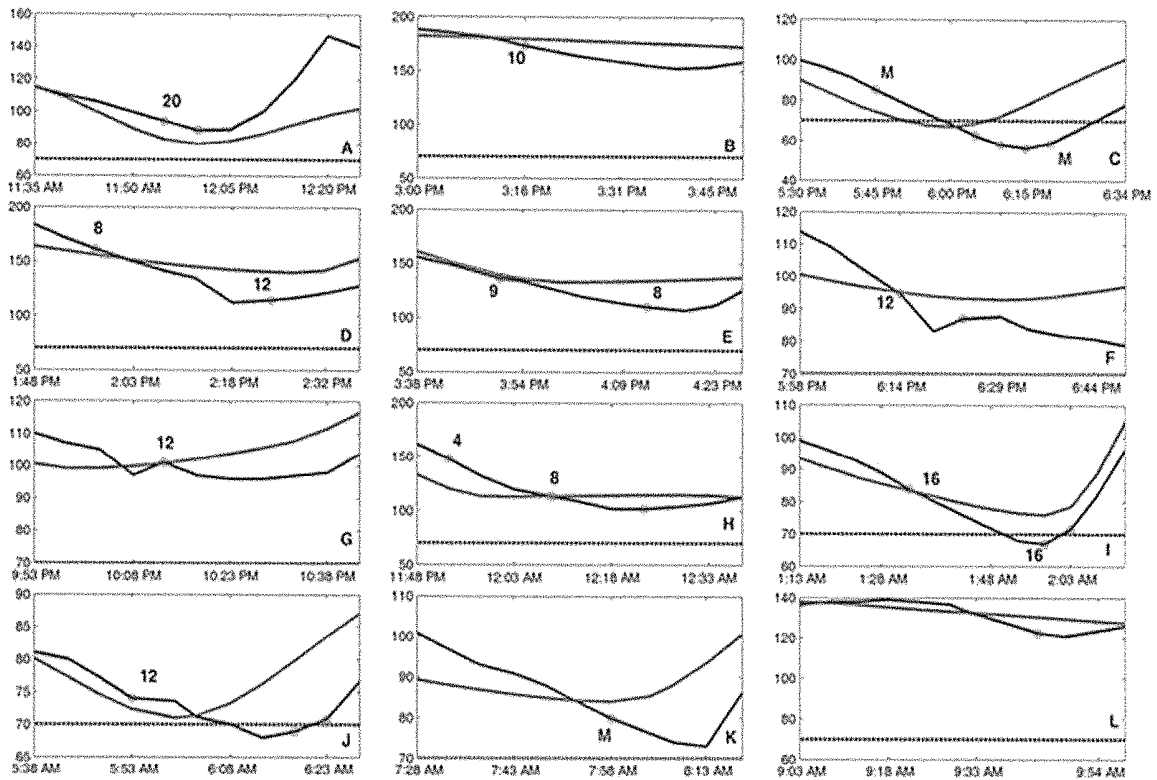 160
140
120
100
80
60
20
A
11:35 AM 11:50 AM 12:05 PM 12:20 PM
200
150
100
50
10
B
3:00 PM 3:16 PM 3:31 PM 3:45 PM
120
100
80
60
40
M
M
C
5:30 PM 5:45 PM 6:00 PM 6:15 PM 6:34 PM
200
150
100
50
8
12
D
1:48 PM 2:03 PM 2:18 PM 2:32 PM
200
150
100
50
9
8
E
3:38 PM 3:54 PM 4:09 PM 4:23 PM
120
110
100
90
80
70
12
F
5:58 PM 6:14 PM 6:29 PM 6:44 PM
120
110
100
90
80
70
12
G
9:53 PM 10:08 PM 10:23 PM 10:38 PM
200
150
100
50
4
8
H
11:48 PM 12:03 AM 12:18 AM 12:33 AM
110
100
90
80
70
60
16
16
I
1:13 AM 1:28 AM 1:48 AM 2:03 AM
90
85
80
75
70
65
12
J
5:38 AM 5:53 AM 6:08 AM 6:23 AM
110
100
90
80
70
M
K
7:28 AM 7:43 AM 7:58 AM 8:13 AM
140
120
100
80
60
L
9:03 AM 9:18 AM 9:33 AM 9:54 AM